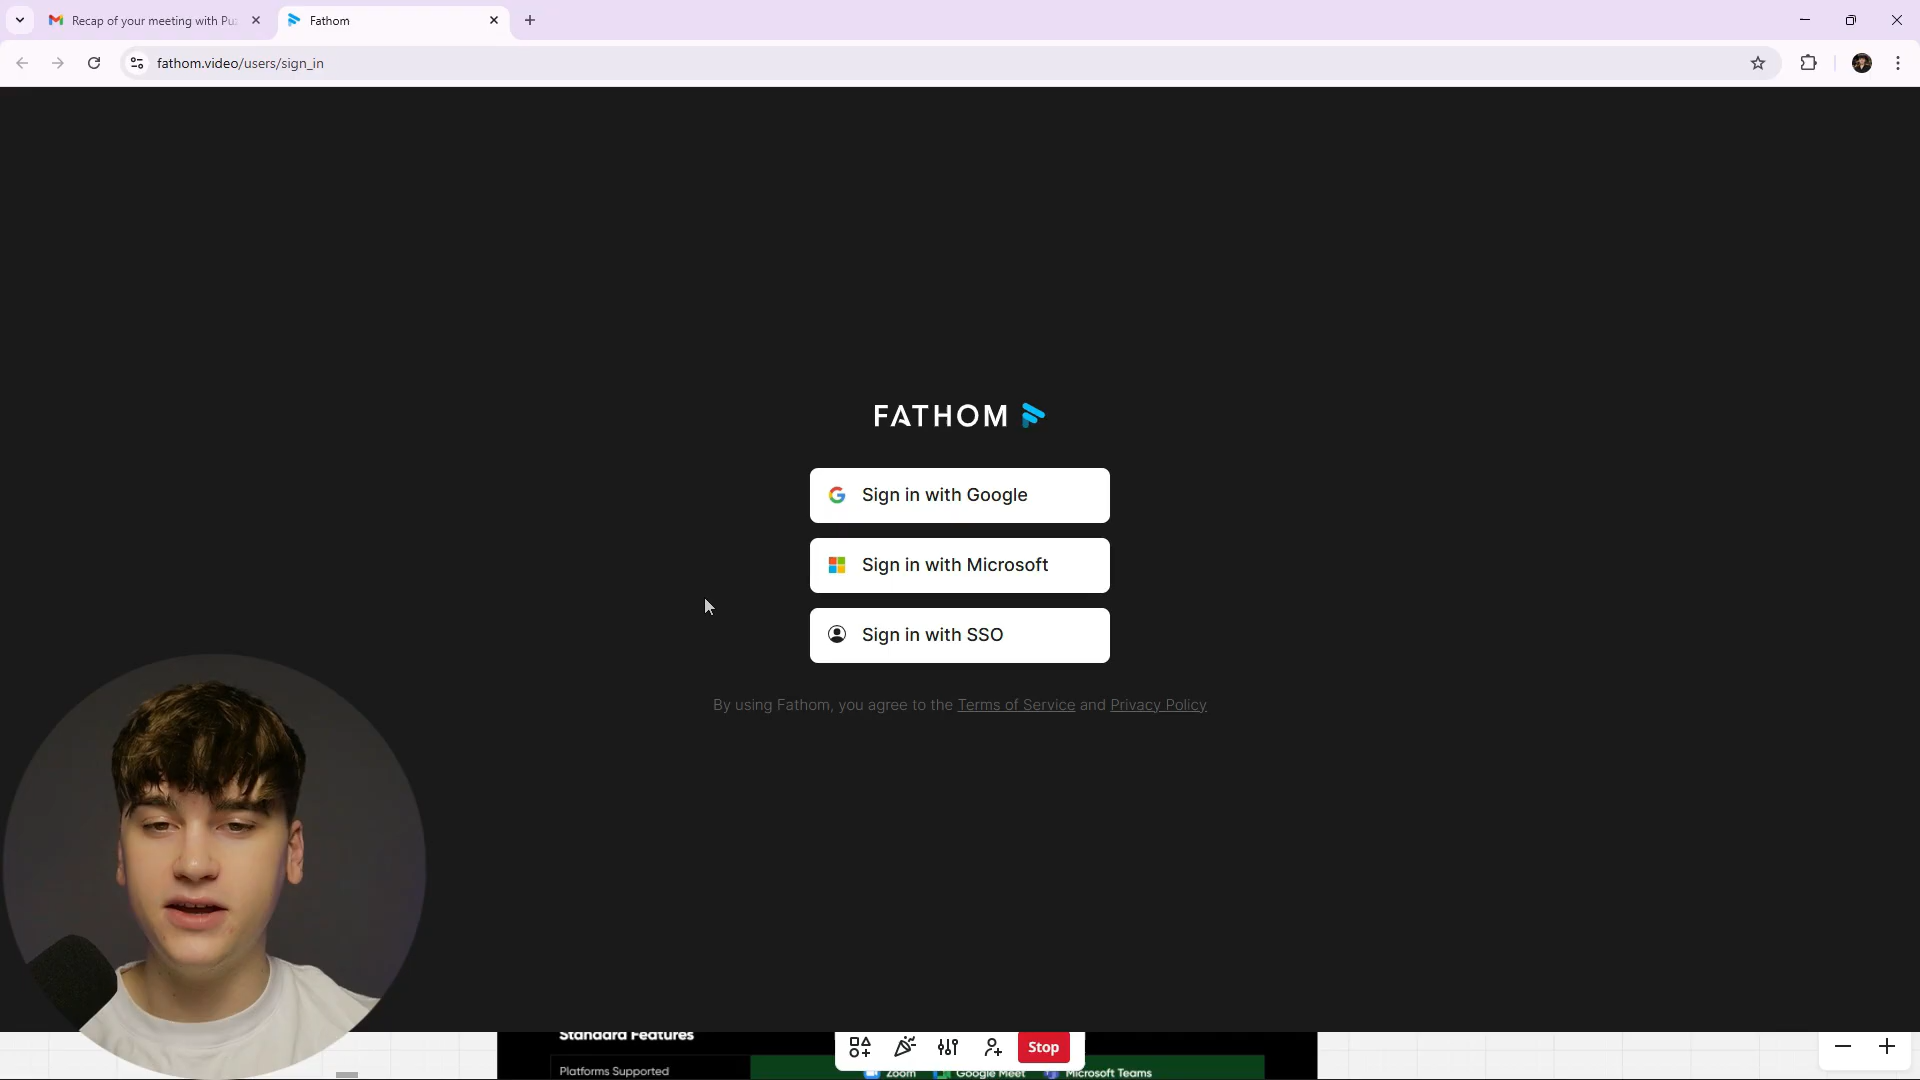 Recap of your meeting with Pu
Fathom
fathom.video/users/sign_in
FATHOM
Sign in with Google
Sign in with Microsoft
Sign in with SSO
By using Fathom, you agree to the Terms of Service and Privacy Policy
Standard Features
Stop
Platforms Supported
Zoom
Google Meet
Microsoft Teams